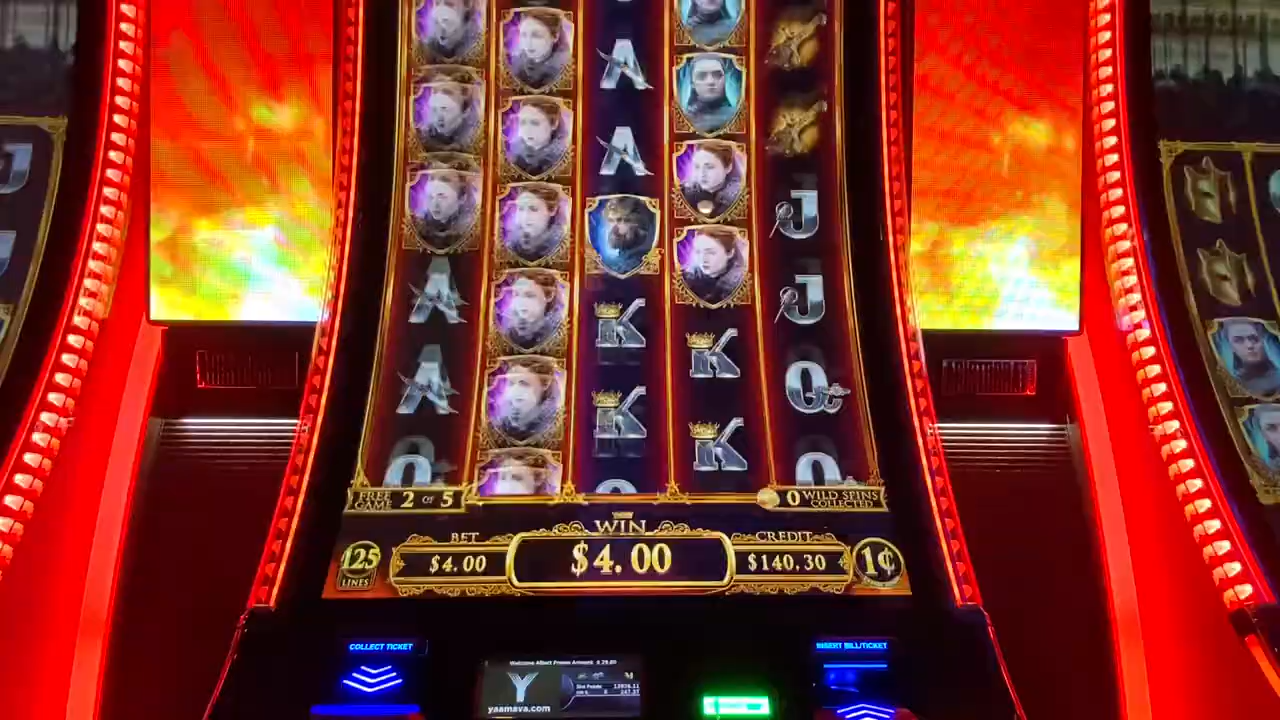 J
A
A
J
J
A
K
K
A
K
Q
K
Q
Q
FREE GAME 2 OF 5
0 WILD SPINS COLLECTED
125 LINES
BET
$4.00
WIN
$4.00
CREDIT
$140.30
1¢
COLLECT TICKET
INSERT BILL/TICKET
Y
yaamava.com